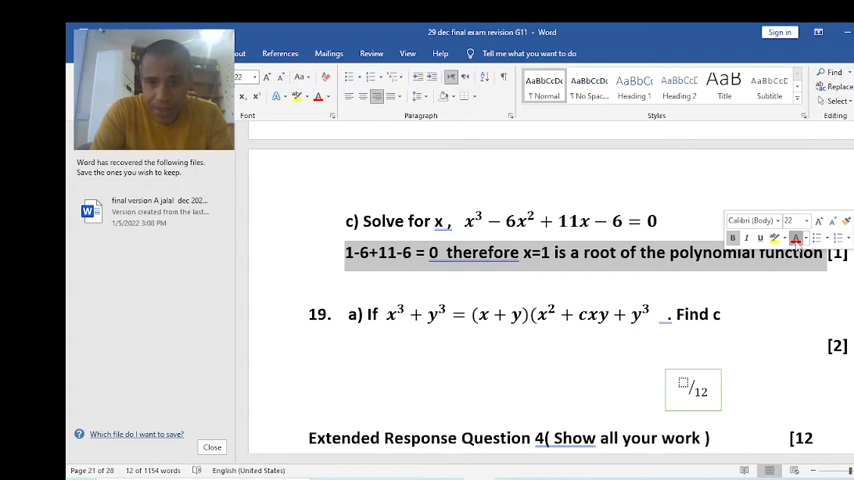 29 dec final exam revision G11 - Word
Sign in
out References Mailings Review View Help Tell me what you want to do
22 A A Aa
AaBbCcDc AaBbCcDc AaBbCc AaBbCcC AaB AaBbCcC
¶ Normal ¶ No Spac... Heading 1 Heading 2 Title Subtitle
Find
Replace
Select
Font Paragraph Styles Editing
Word has recovered the following files.
Save the ones you wish to keep.
final version A jalal dec 202...
Version created from the last...
1/5/2022 3:00 PM
Calibri (Body) 22 A A
B I U A
c) Solve for x , x³ − 6x² + 11x − 6 = 0
1-6+11-6 = 0 therefore x=1 is a root of the polynomial function [1]
19. a) If x³ + y³ = (x + y)(x² + cxy + y³ . Find c
[2]
/12
Extended Response Question 4( Show all your work ) [12
Which file do I want to save?
Close
Page 21 of 28 12 of 1154 words English (United States)